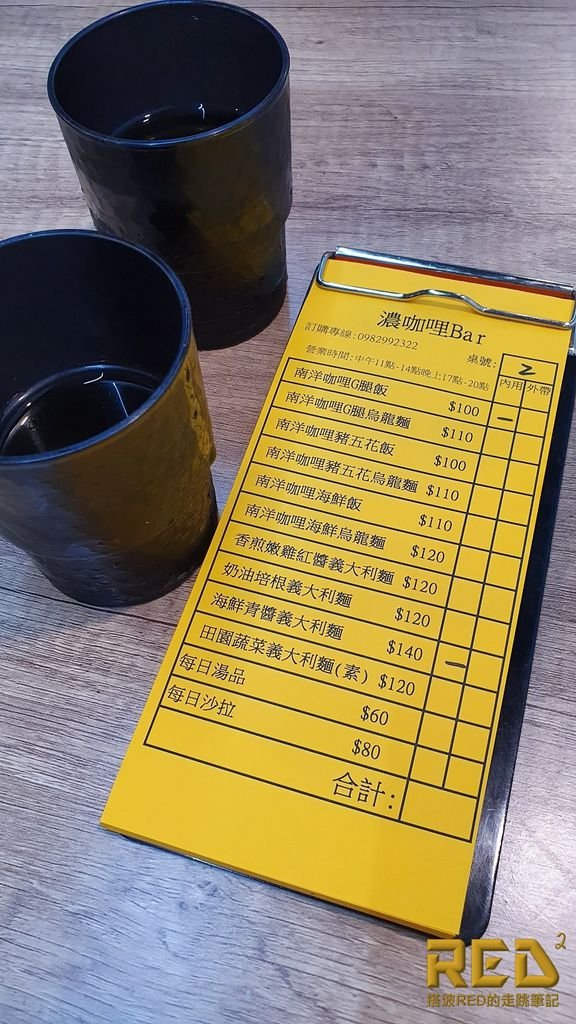 濃咖哩Bar
訂購專線:0982992322
桌號: 2
營業時間:中午11點-14點晚上17點-20點
內用 外帶
南洋咖哩G腿飯 $100 一
南洋咖哩G腿烏龍麵 $110
南洋咖哩豬五花飯 $100
南洋咖哩豬五花烏龍麵 $110
南洋咖哩海鮮飯 $110
南洋咖哩海鮮烏龍麵 $120
香煎嫩雞紅醬義大利麵 $120
奶油培根義大利麵 $120
海鮮青醬義大利麵 $140 一
田園蔬菜義大利麵(素) $120
每日湯品 $60
每日沙拉 $80
合計:
RED2
搭波RED的走跳筆記